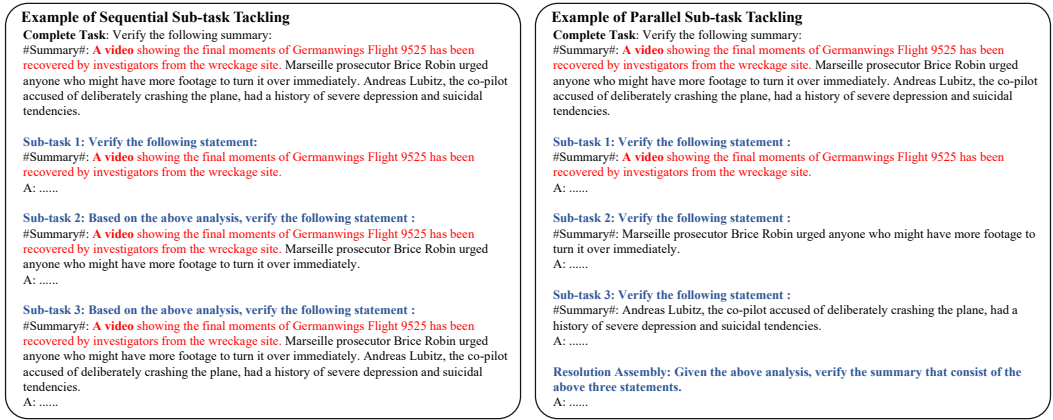 Example of Sequential Sub-task Tackling
Complete Task: Verify the following summary:
#Summary#: A video showing the final moments of Germanwings Flight 9525 has been
recovered by investigators from the wreckage site. Marseille prosecutor Brice Robin urged
anyone who might have more footage to turn it over immediately. Andreas Lubitz, the co-pilot
accused of deliberately crashing the plane, had a history of severe depression and suicidal
tendencies.
Sub-task 1: Verify the following statement:
#Summary#: A video showing the final moments of Germanwings Flight 9525 has been
recovered by investigators from the wreckage site.
A: ......
Sub-task 2: Based on the above analysis, verify the following statement :
#Summary#: A video showing the final moments of Germanwings Flight 9525 has been
recovered by investigators from the wreckage site. Marseille prosecutor Brice Robin urged
anyone who might have more footage to turn it over immediately.
A: ......
Sub-task 3: Based on the above analysis, verify the following statement :
#Summary#: A video showing the final moments of Germanwings Flight 9525 has been
recovered by investigators from the wreckage site. Marseille prosecutor Brice Robin urged
anyone who might have more footage to turn it over immediately. Andreas Lubitz, the co-pilot
accused of deliberately crashing the plane, had a history of severe depression and suicidal
tendencies.
A: ......
Example of Parallel Sub-task Tackling
Complete Task: Verify the following summary:
#Summary#: A video showing the final moments of Germanwings Flight 9525 has been
recovered by investigators from the wreckage site. Marseille prosecutor Brice Robin urged
anyone who might have more footage to turn it over immediately. Andreas Lubitz, the co-pilot
accused of deliberately crashing the plane, had a history of severe depression and suicidal
tendencies.
Sub-task 1: Verify the following statement :
#Summary#: A video showing the final moments of Germanwings Flight 9525 has been
recovered by investigators from the wreckage site.
A: ......
Sub-task 2: Verify the following statement :
#Summary#: Marseille prosecutor Brice Robin urged anyone who might have more footage to
turn it over immediately.
A: ......
Sub-task 3: Verify the following statement :
#Summary#: Andreas Lubitz, the co-pilot accused of deliberately crashing the plane, had a
history of severe depression and suicidal tendencies.
A: ......
Resolution Assembly: Given the above analysis, verify the summary that consist of the
above three statements.
A: ......